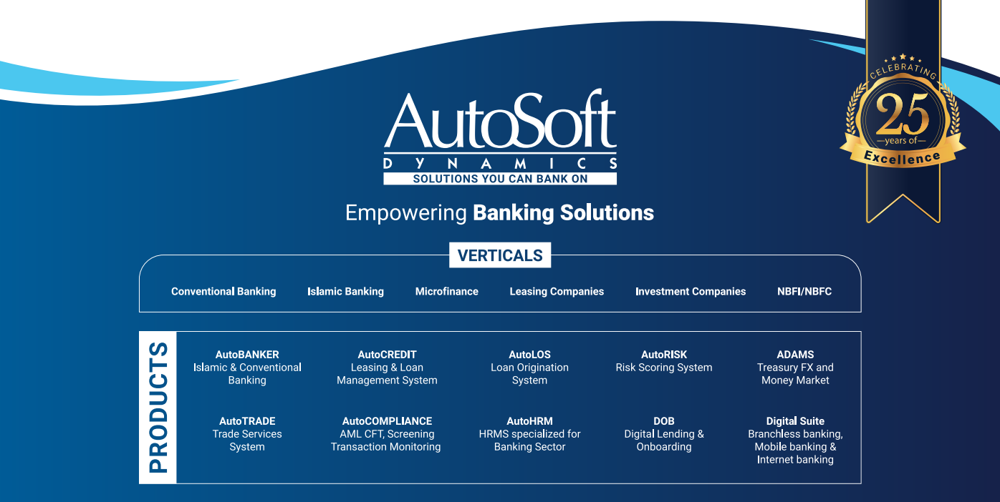 CELEBRATING
25
years of
Excellence
AutoSoft
DYNAMICS
SOLUTIONS YOU CAN BANK ON
Empowering Banking Solutions
VERTICALS
Conventional Banking Islamic Banking Microfinance Leasing Companies Investment Companies NBFI/NBFC
PRODUCTS
AutoBANKER
Islamic & Conventional
Banking
AutoCREDIT
Leasing & Loan
Management System
AutoLOS
Loan Origination
System
AutoRISK
Risk Scoring System
ADAMS
Treasury FX and
Money Market
AutoTRADE
Trade Services
System
AutoCOMPLIANCE
AML CFT, Screening
Transaction Monitoring
AutoHRM
HRMS specialized for
Banking Sector
DOB
Digital Lending &
Onboarding
Digital Suite
Branchless banking,
Mobile banking &
Internet banking